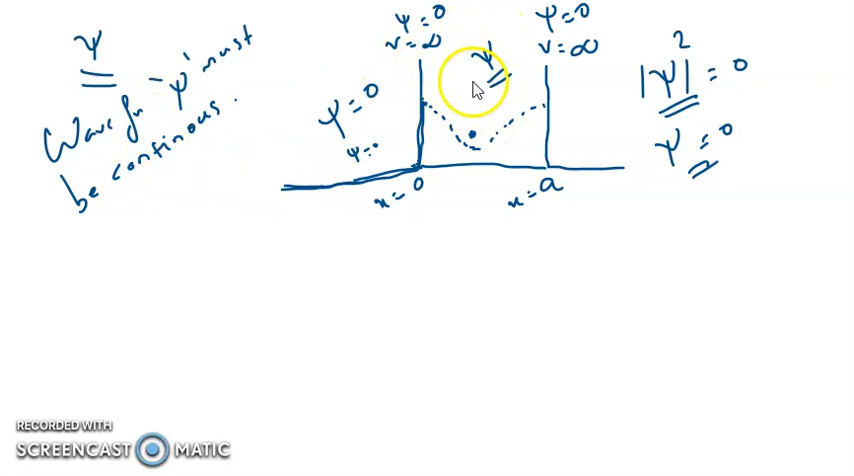 ψ - ψ' must
Wave fn
be continous.
ψ=0
v=∞
ψ=0
v=∞
ψ
ψ=0
ψ=0
|ψ|² = 0
ψ = 0
x=0
x=a
RECORDED WITH
SCREENCAST MATIC